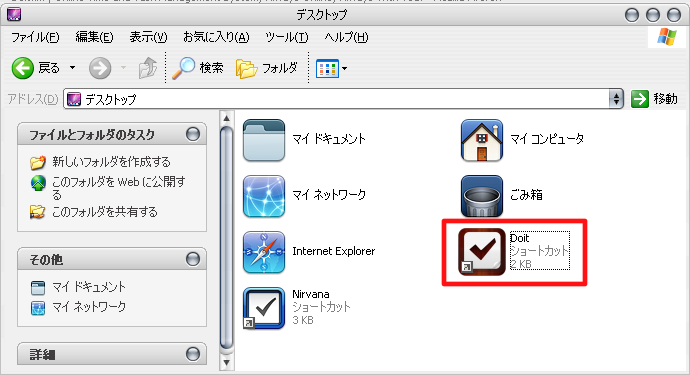 デスクトップ
ファイル(F) 編集(E) 表示(V) お気に入り(A) ツール(T) ヘルプ(H)
戻る 検索 フォルダ
アドレス(D) デスクトップ 移動
ファイルとフォルダのタスク
新しいフォルダを作成する
このフォルダを Web に公開す
る
このフォルダを共有する
その他
マイ ドキュメント
マイ ネットワーク
詳細
マイ ドキュメント
マイ コンピュータ
マイ ネットワーク
ごみ箱
Internet Explorer
Doit
ショートカット
2 KB
Nirvana
ショートカット
3 KB